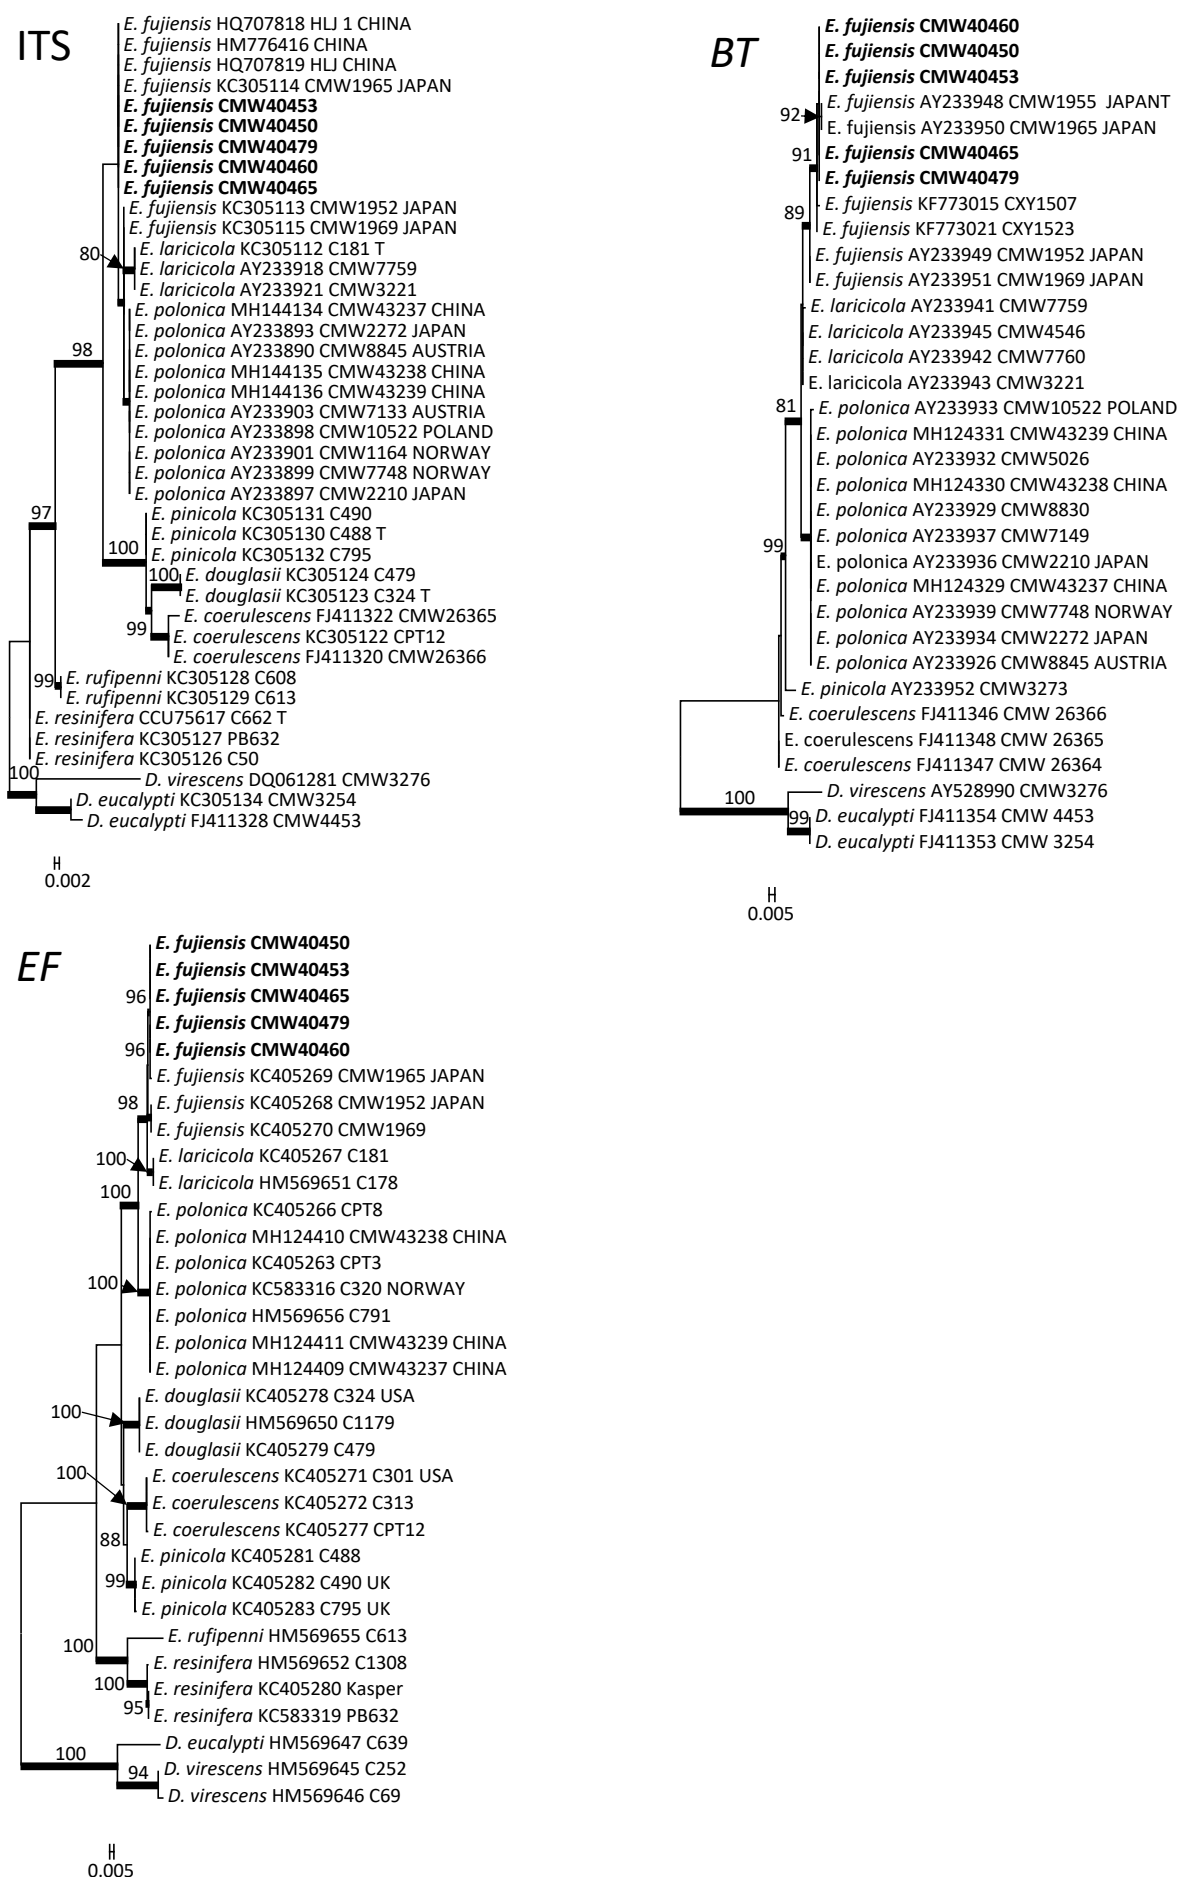 ITS
E. fujiensis HQ707818 HLJ 1 CHINA
E. fujiensis HM776416 CHINA
E. fujiensis HQ707819 HLJ CHINA
E. fujiensis KC305114 CMW1965 JAPAN
E. fujiensis CMW40453
E. fujiensis CMW40450
E. fujiensis CMW40479
E. fujiensis CMW40460
E. fujiensis CMW40465
E. fujiensis KC305113 CMW1952 JAPAN
E. fujiensis KC305115 CMW1969 JAPAN
80
E. laricicola KC305112 C181 T
E. laricicola AY233918 CMW7759
E. laricicola AY233921 CMW3221
E. polonica MH144134 CMW43237 CHINA
E. polonica AY233893 CMW2272 JAPAN
98
E. polonica AY233890 CMW8845 AUSTRIA
E. polonica MH144135 CMW43238 CHINA
E. polonica MH144136 CMW43239 CHINA
E. polonica AY233903 CMW7133 AUSTRIA
E. polonica AY233898 CMW10522 POLAND
E. polonica AY233901 CMW1164 NORWAY
E. polonica AY233899 CMW7748 NORWAY
E. polonica AY233897 CMW2210 JAPAN
97
E. pinicola KC305131 C490
E. pinicola KC305130 C488 T
100
E. pinicola KC305132 C795
100
E. douglasii KC305124 C479
E. douglasii KC305123 C324 T
E. coerulescens FJ411322 CMW26365
99
E. coerulescens KC305122 CPT12
E. coerulescens FJ411320 CMW26366
99
E. rufipenni KC305128 C608
E. rufipenni KC305129 C613
E. resinifera CCU75617 C662 T
E. resinifera KC305127 PB632
E. resinifera KC305126 C50
100
D. virescens DQ061281 CMW3276
D. eucalypti KC305134 CMW3254
D. eucalypti FJ411328 CMW4453
0.002
BT
E. fujiensis CMW40460
E. fujiensis CMW40450
E. fujiensis CMW40453
E. fujiensis AY233948 CMW1955 JAPANT
92
E. fujiensis AY233950 CMW1965 JAPAN
91
E. fujiensis CMW40465
E. fujiensis CMW40479
E. fujiensis KF773015 CXY1507
89
E. fujiensis KF773021 CXY1523
E. fujiensis AY233949 CMW1952 JAPAN
E. fujiensis AY233951 CMW1969 JAPAN
E. laricicola AY233941 CMW7759
E. laricicola AY233945 CMW4546
E. laricicola AY233942 CMW7760
E. laricicola AY233943 CMW3221
81
E. polonica AY233933 CMW10522 POLAND
E. polonica MH124331 CMW43239 CHINA
E. polonica AY233932 CMW5026
E. polonica MH124330 CMW43238 CHINA
E. polonica AY233929 CMW8830
E. polonica AY233937 CMW7149
99
E. polonica AY233936 CMW2210 JAPAN
E. polonica MH124329 CMW43237 CHINA
E. polonica AY233939 CMW7748 NORWAY
E. polonica AY233934 CMW2272 JAPAN
E. polonica AY233926 CMW8845 AUSTRIA
E. pinicola AY233952 CMW3273
E. coerulescens FJ411346 CMW 26366
E. coerulescens FJ411348 CMW 26365
E. coerulescens FJ411347 CMW 26364
D. virescens AY528990 CMW3276
100
99
D. eucalypti FJ411354 CMW 4453
D. eucalypti FJ411353 CMW 3254
0.005
EF
E. fujiensis CMW40450
E. fujiensis CMW40453
96
E. fujiensis CMW40465
E. fujiensis CMW40479
96
E. fujiensis CMW40460
E. fujiensis KC405269 CMW1965 JAPAN
98
E. fujiensis KC405268 CMW1952 JAPAN
E. fujiensis KC405270 CMW1969
100
E. laricicola KC405267 C181
E. laricicola HM569651 C178
100
E. polonica KC405266 CPT8
E. polonica MH124410 CMW43238 CHINA
E. polonica KC405263 CPT3
100
E. polonica KC583316 C320 NORWAY
E. polonica HM569656 C791
E. polonica MH124411 CMW43239 CHINA
E. polonica MH124409 CMW43237 CHINA
E. douglasii KC405278 C324 USA
100
E. douglasii HM569650 C1179
E. douglasii KC405279 C479
100
E. coerulescens KC405271 C301 USA
E. coerulescens KC405272 C313
E. coerulescens KC405277 CPT12
88
E. pinicola KC405281 C488
99
E. pinicola KC405282 C490 UK
E. pinicola KC405283 C795 UK
E. rufipenni HM569655 C613
100
E. resinifera HM569652 C1308
100
E. resinifera KC405280 Kasper
95
E. resinifera KC583319 PB632
D. eucalypti HM569647 C639
100
94
D. virescens HM569645 C252
D. virescens HM569646 C69
0.005